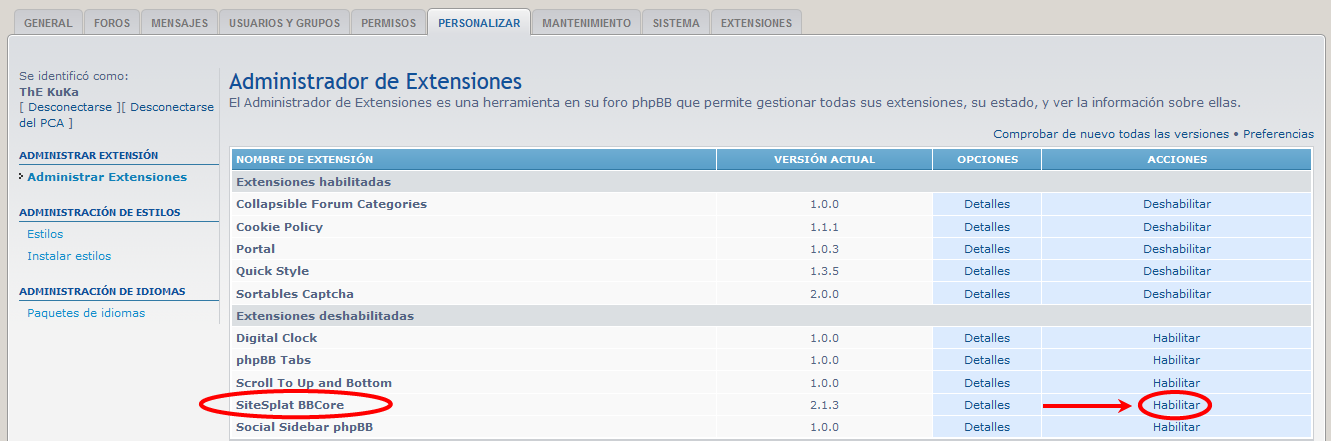 GENERAL FOROS MENSAJES USUARIOS Y GRUPOS PERMISOS PERSONALIZAR MANTENIMIENTO SISTEMA EXTENSIONES
Se identificó como:
ThE KuKa
[ Desconectarse ][ Desconectarse
del PCA ]
ADMINISTRAR EXTENSIÓN
Administrar Extensiones
ADMINISTRACIÓN DE ESTILOS
Estilos
Instalar estilos
ADMINISTRACIÓN DE IDIOMAS
Paquetes de idiomas
Administrador de Extensiones
El Administrador de Extensiones es una herramienta en su foro phpBB que permite gestionar todas sus extensiones, su estado, y ver la información sobre ellas.
Comprobar de nuevo todas las versiones • Preferencias
NOMBRE DE EXTENSIÓN VERSIÓN ACTUAL OPCIONES ACCIONES
Extensiones habilitadas
Collapsible Forum Categories 1.0.0 Detalles Deshabilitar
Cookie Policy 1.1.1 Detalles Deshabilitar
Portal 1.0.3 Detalles Deshabilitar
Quick Style 1.3.5 Detalles Deshabilitar
Sortables Captcha 2.0.0 Detalles Deshabilitar
Extensiones deshabilitadas
Digital Clock 1.0.0 Detalles Habilitar
phpBB Tabs 1.0.0 Detalles Habilitar
Scroll To Up and Bottom 1.0.0 Detalles Habilitar
SiteSplat BBCore 2.1.3 Detalles Habilitar
Social Sidebar phpBB 1.0.0 Detalles Habilitar